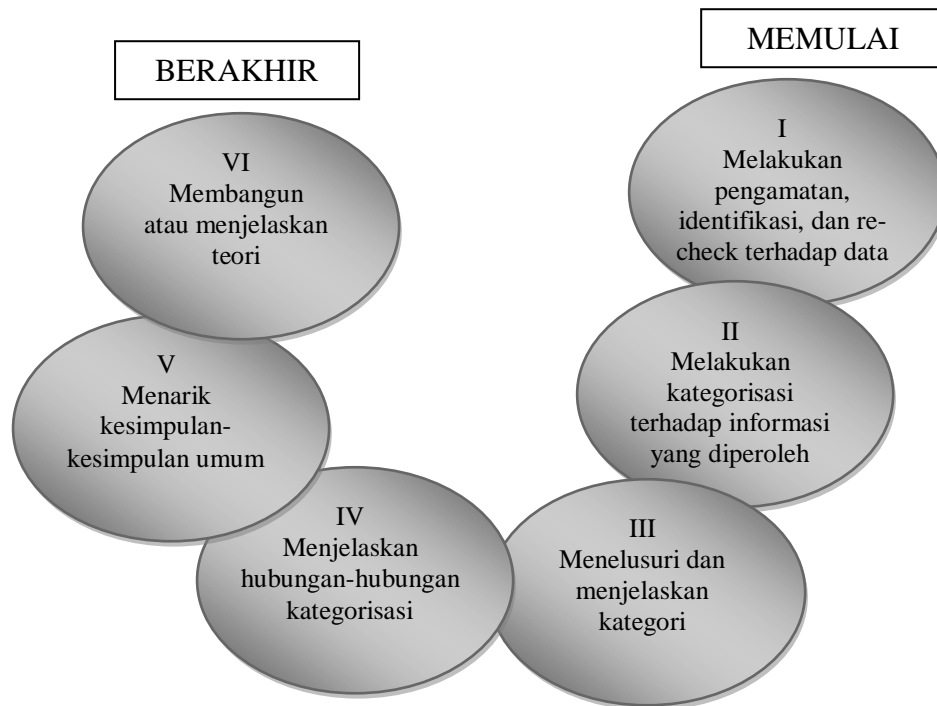 MEMULAI
BERAKHIR
I
Melakukan
pengamatan,
identifikasi, dan re-
check terhadap data
II
Melakukan
kategorisasi
terhadap informasi
yang diperoleh
III
Menelusuri dan
menjelaskan
kategori
IV
Menjelaskan
hubungan-hubungan
kategorisasi
V
Menarik
kesimpulan-
kesimpulan umum
VI
Membangun
atau menjelaskan
teori